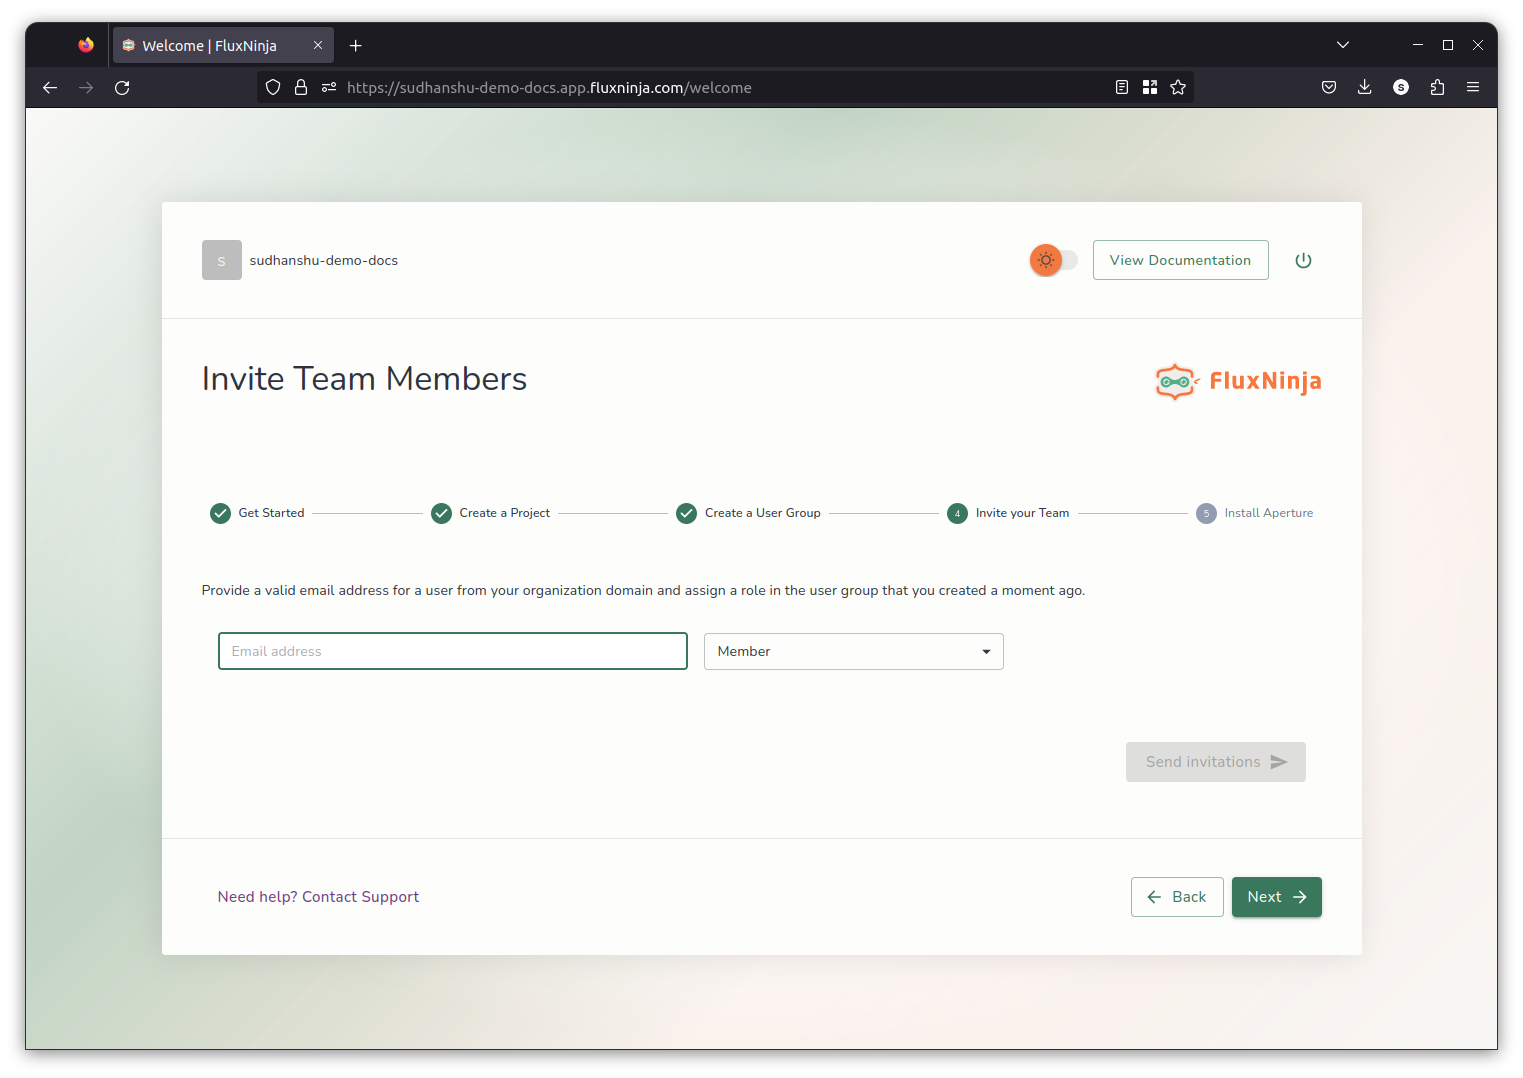 Welcome | FluxNinja
https://sudhanshu-demo-docs.app.fluxninja.com/welcome
S
S sudhanshu-demo-docs
View Documentation
Invite Team Members
FluxNinja
Get Started
Create a Project
Create a User Group
4 Invite your Team
5 Install Aperture
Provide a valid email address for a user from your organization domain and assign a role in the user group that you created a moment ago.
Email address
Member
Send invitations
Need help? Contact Support
Back
Next